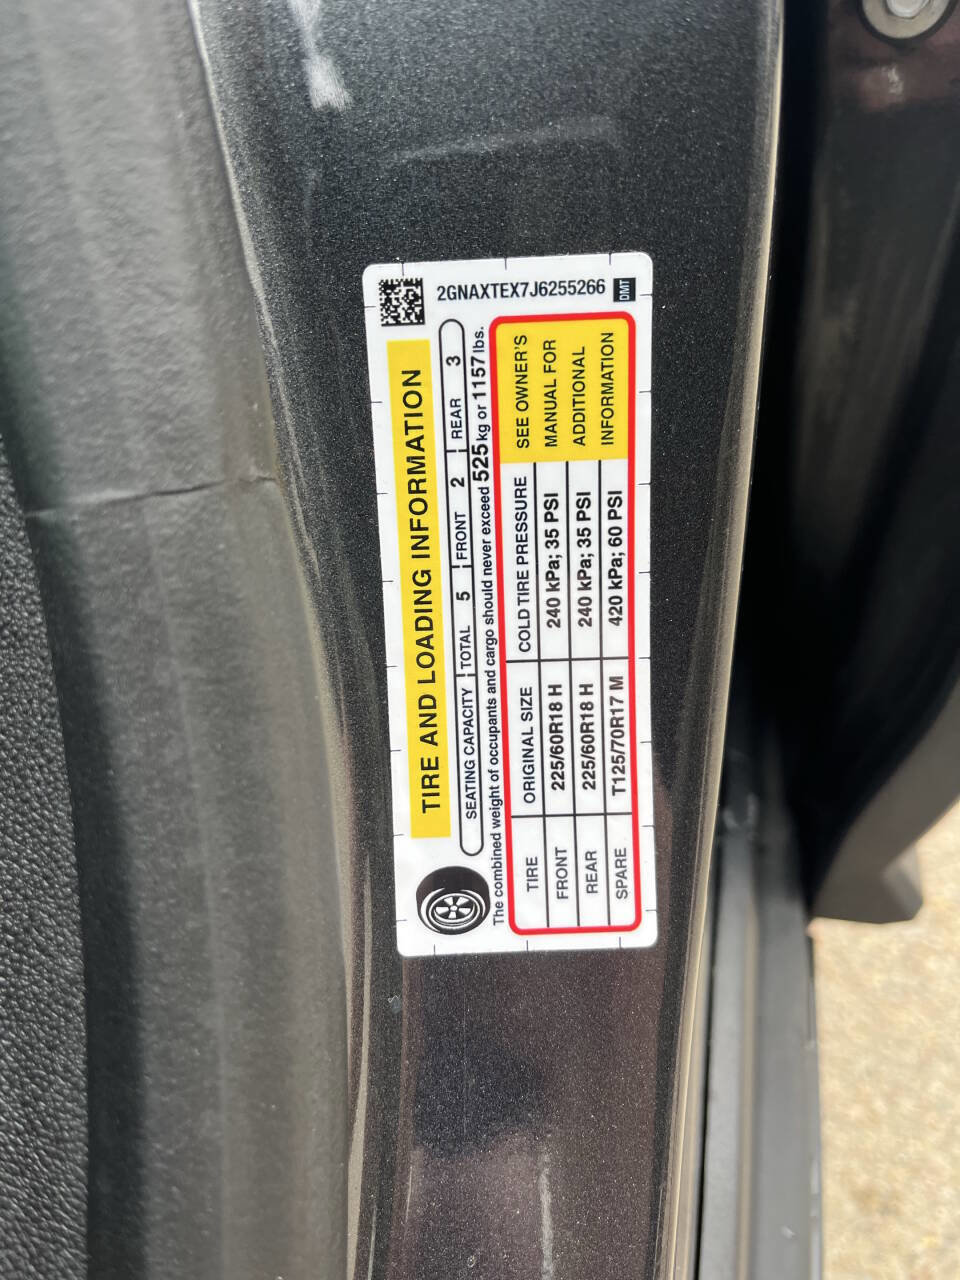 2GNAXTEX7J6255266
DMT
TIRE AND LOADING INFORMATION
SEATING CAPACITY TOTAL 5 FRONT 2 REAR 3
The combined weight of occupants and cargo should never exceed 525 kg or 1157 lbs.
TIRE ORIGINAL SIZE COLD TIRE PRESSURE SEE OWNER'S
FRONT 225/60R18 H 240 kPa; 35 PSI MANUAL FOR
REAR 225/60R18 H 240 kPa; 35 PSI ADDITIONAL
SPARE T125/70R17 M 420 kPa; 60 PSI INFORMATION